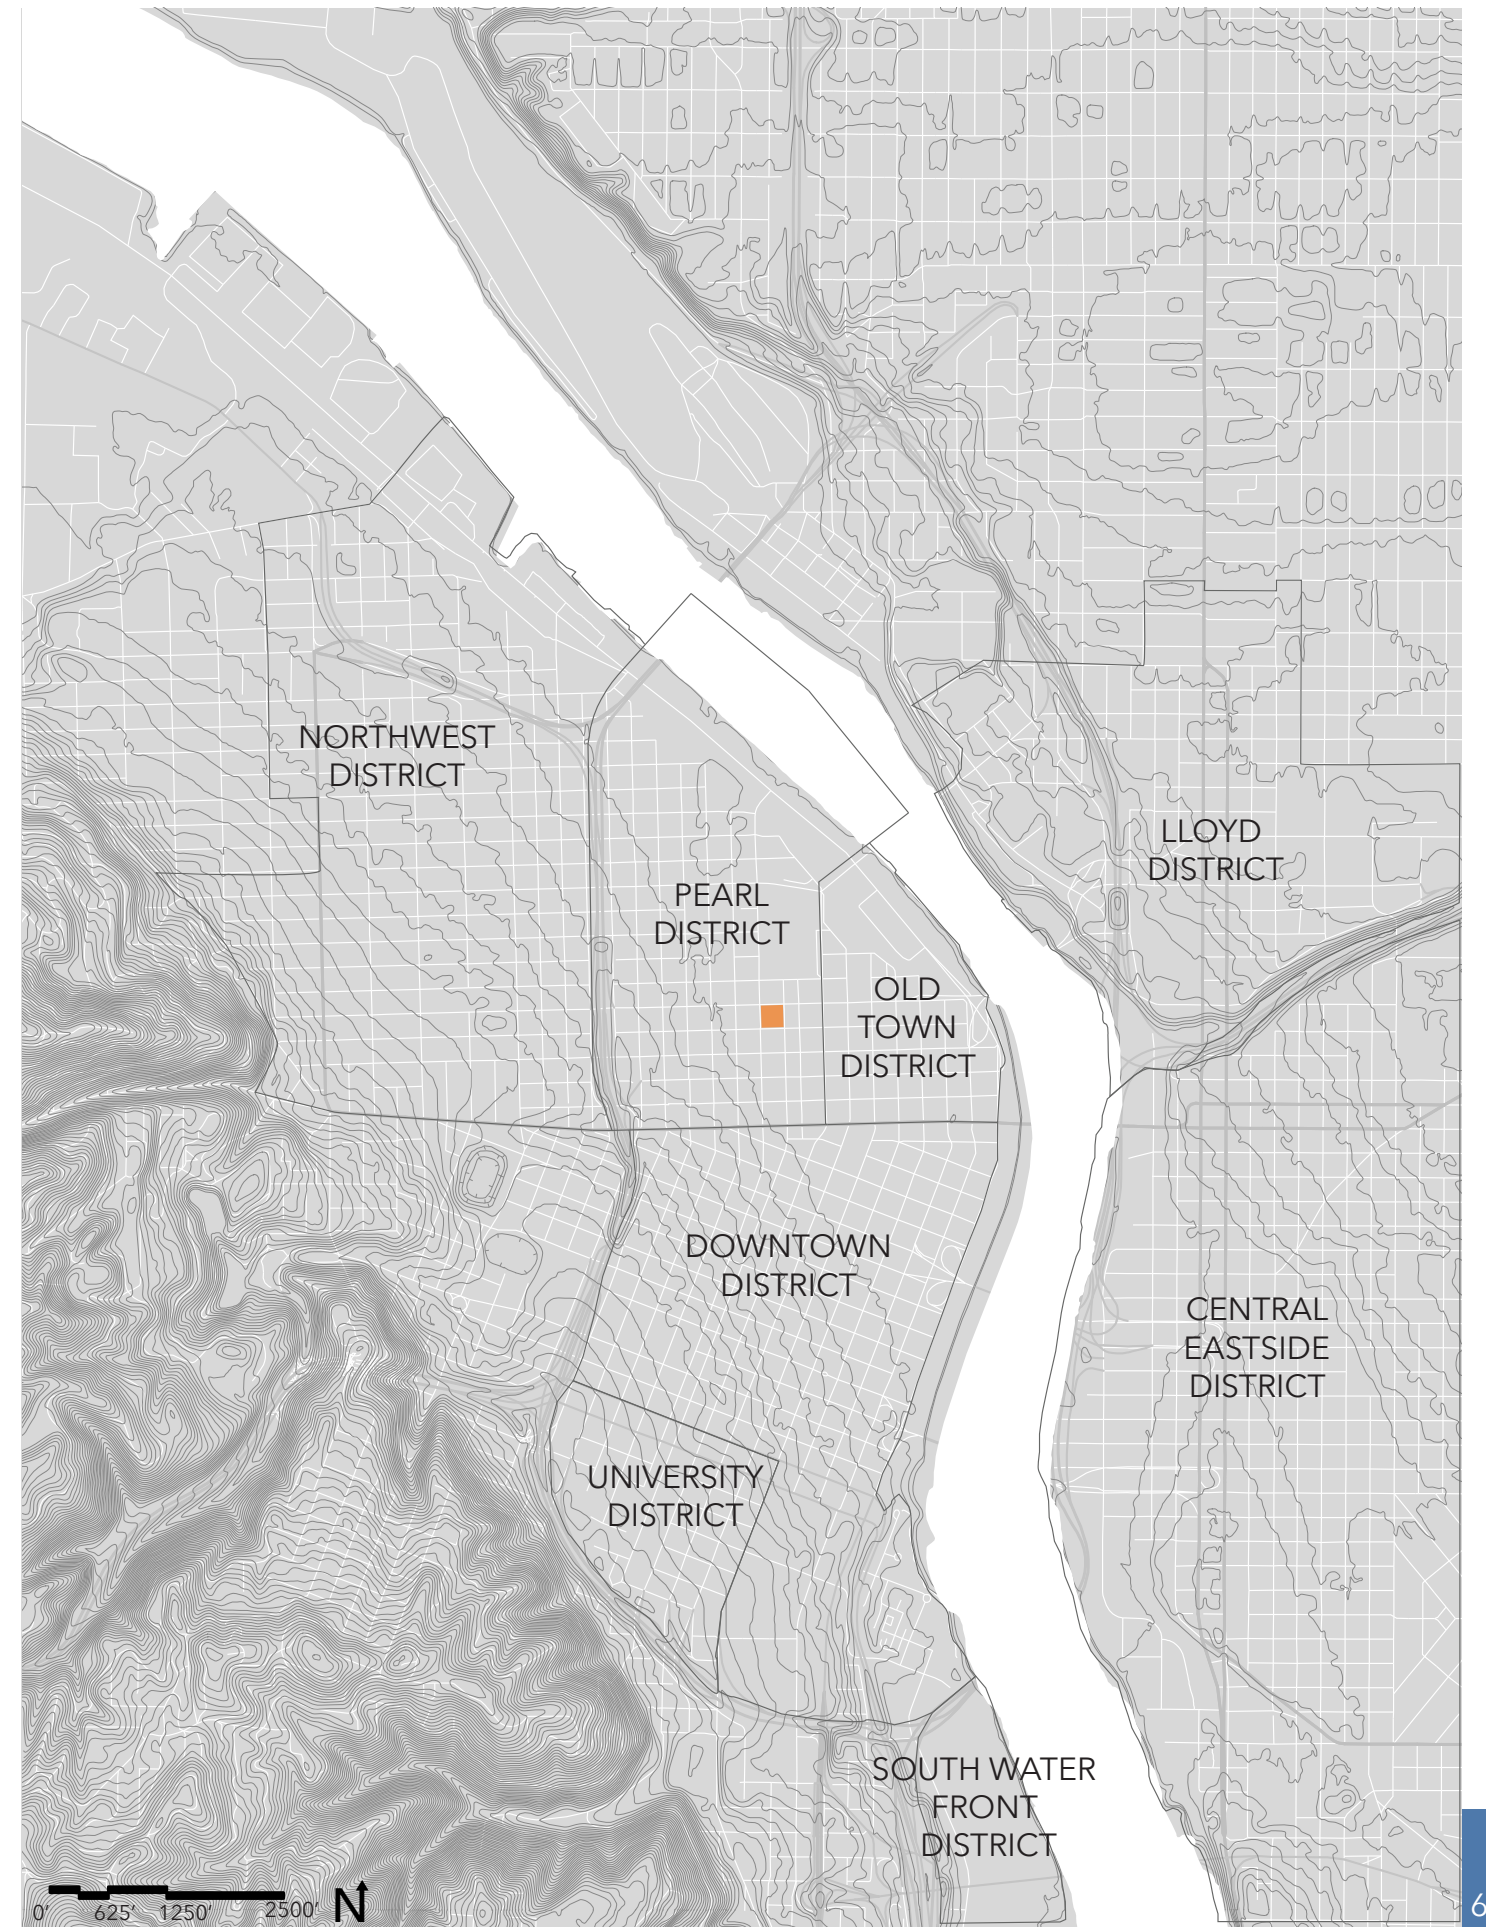 NORTHWEST
DISTRICT
LLOYD
DISTRICT
PEARL
DISTRICT
OLD
TOWN
DISTRICT
DOWNTOWN
DISTRICT
CENTRAL
EASTSIDE
DISTRICT
UNIVERSITY
DISTRICT
SOUTH WATER
FRONT
DISTRICT
0' 625' 1250' 2500' N
6